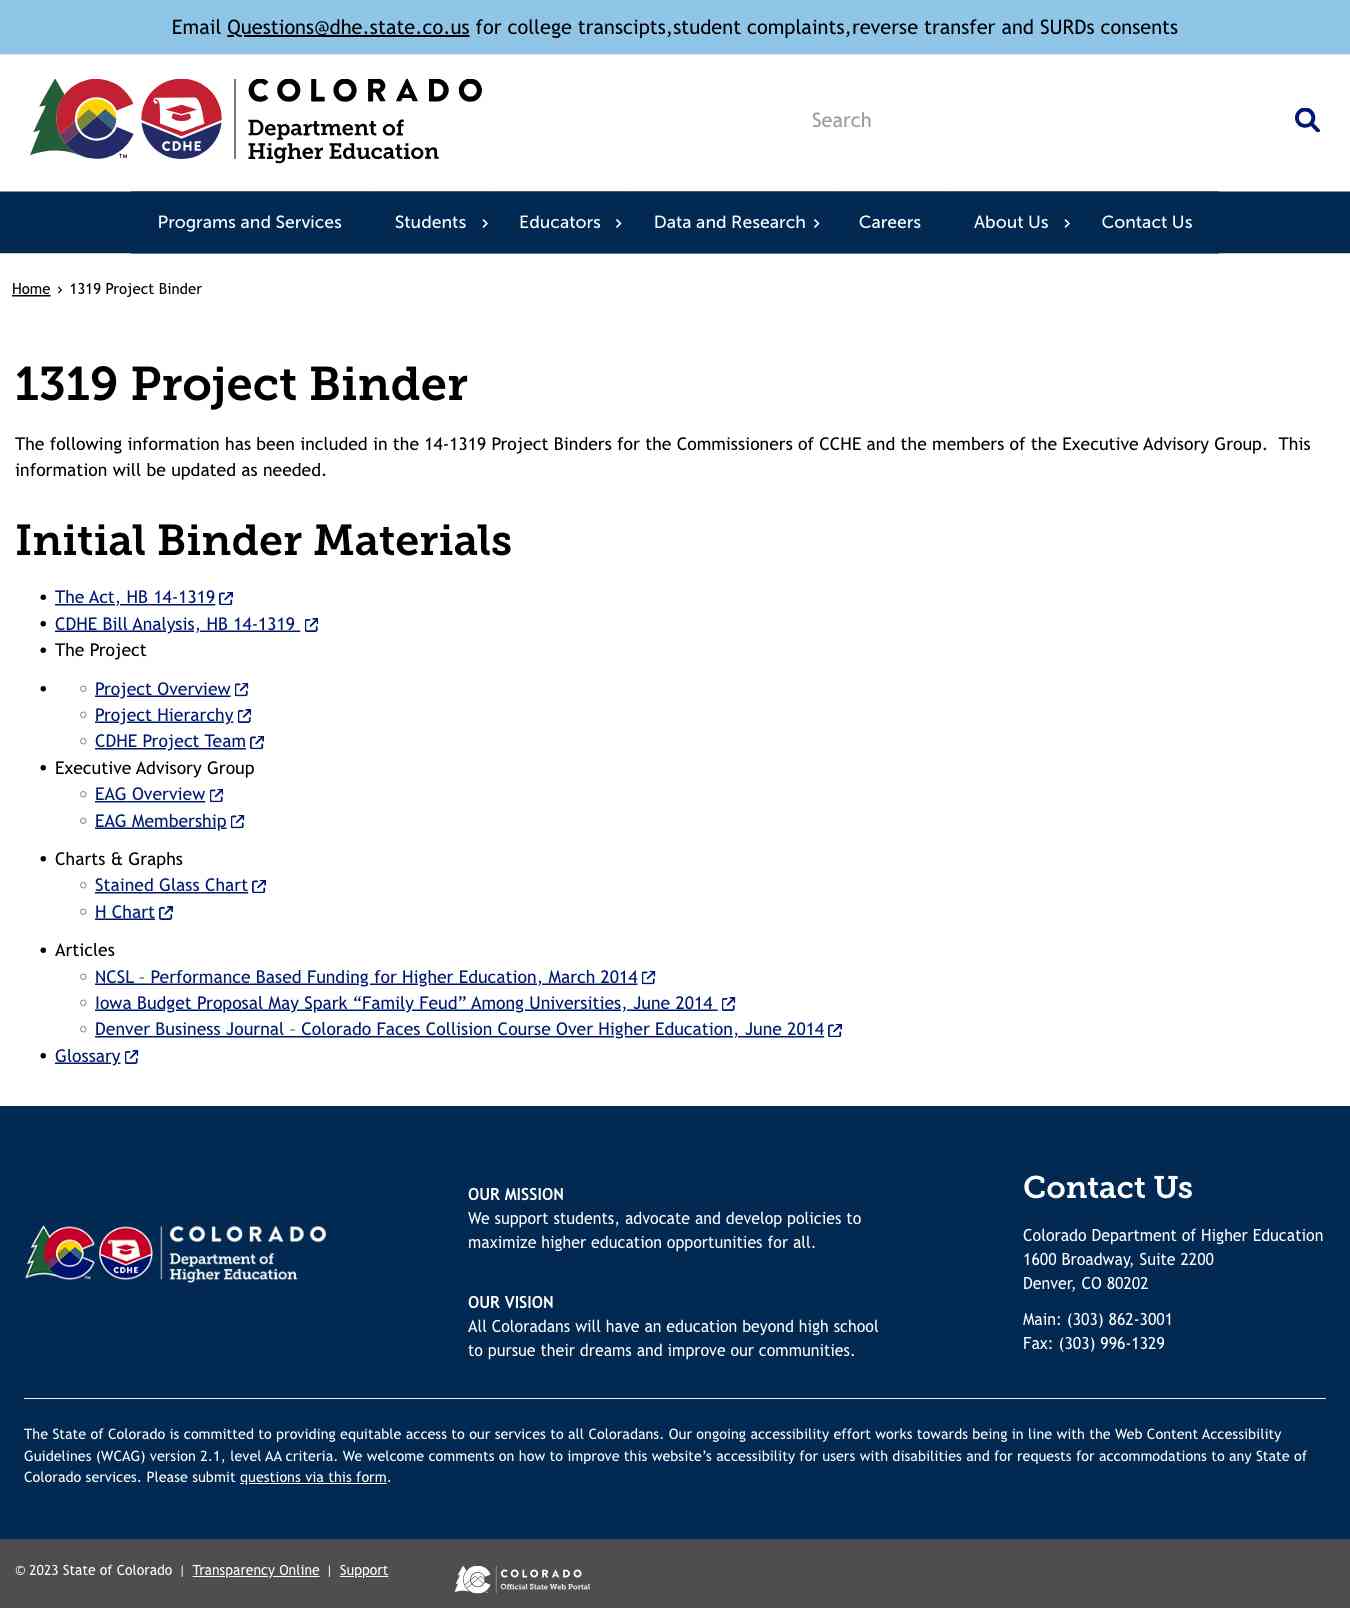 Email Questions@dhe.state.co.us for college transcipts,student complaints,reverse transfer and SURDs consents
COLORADO
Department of
Higher Education
CDHE
TM
Search
Programs and Services
Students
Educators
Data and Research
Careers
About Us
Contact Us
Home › 1319 Project Binder
1319 Project Binder
The following information has been included in the 14-1319 Project Binders for the Commissioners of CCHE and the members of the Executive Advisory Group.  This
information will be updated as needed.
Initial Binder Materials
• The Act, HB 14-1319
• CDHE Bill Analysis, HB 14-1319
• The Project
• ○ Project Overview
○ Project Hierarchy
○ CDHE Project Team
• Executive Advisory Group
○ EAG Overview
○ EAG Membership
• Charts & Graphs
○ Stained Glass Chart
○ H Chart
• Articles
○ NCSL – Performance Based Funding for Higher Education, March 2014
○ Iowa Budget Proposal May Spark “Family Feud” Among Universities, June 2014
○ Denver Business Journal – Colorado Faces Collision Course Over Higher Education, June 2014
• Glossary
COLORADO
Department of
Higher Education
CDHE
OUR MISSION
We support students, advocate and develop policies to
maximize higher education opportunities for all.
OUR VISION
All Coloradans will have an education beyond high school
to pursue their dreams and improve our communities.
Contact Us
Colorado Department of Higher Education
1600 Broadway, Suite 2200
Denver, CO 80202
Main: (303) 862-3001
Fax: (303) 996-1329
The State of Colorado is committed to providing equitable access to our services to all Coloradans. Our ongoing accessibility effort works towards being in line with the Web Content Accessibility
Guidelines (WCAG) version 2.1, level AA criteria. We welcome comments on how to improve this website’s accessibility for users with disabilities and for requests for accommodations to any State of
Colorado services. Please submit questions via this form.
© 2023 State of Colorado | Transparency Online | Support
COLORADO
Official State Web Portal